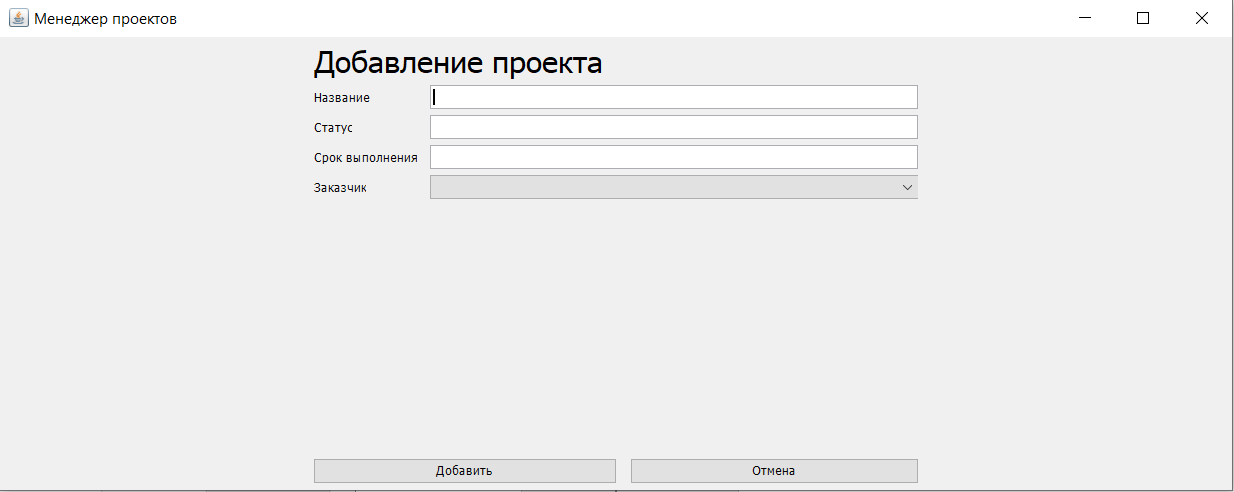 Менеджер проектов
Добавление проекта
Название
Статус
Срок выполнения
Заказчик
Добавить Отмена